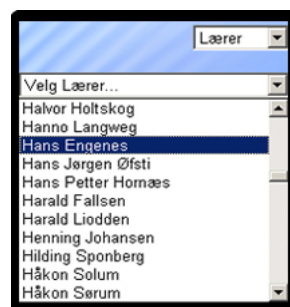 Lærer
Velg Lærer...
Halvor Holtskog
Hanno Langweg
Hans Engenes
Hans Jørgen Øfsti
Hans Petter Hornæs
Harald Fallsen
Harald Liodden
Henning Johansen
Hilding Sponberg
Håkon Solum
Håkon Sørum